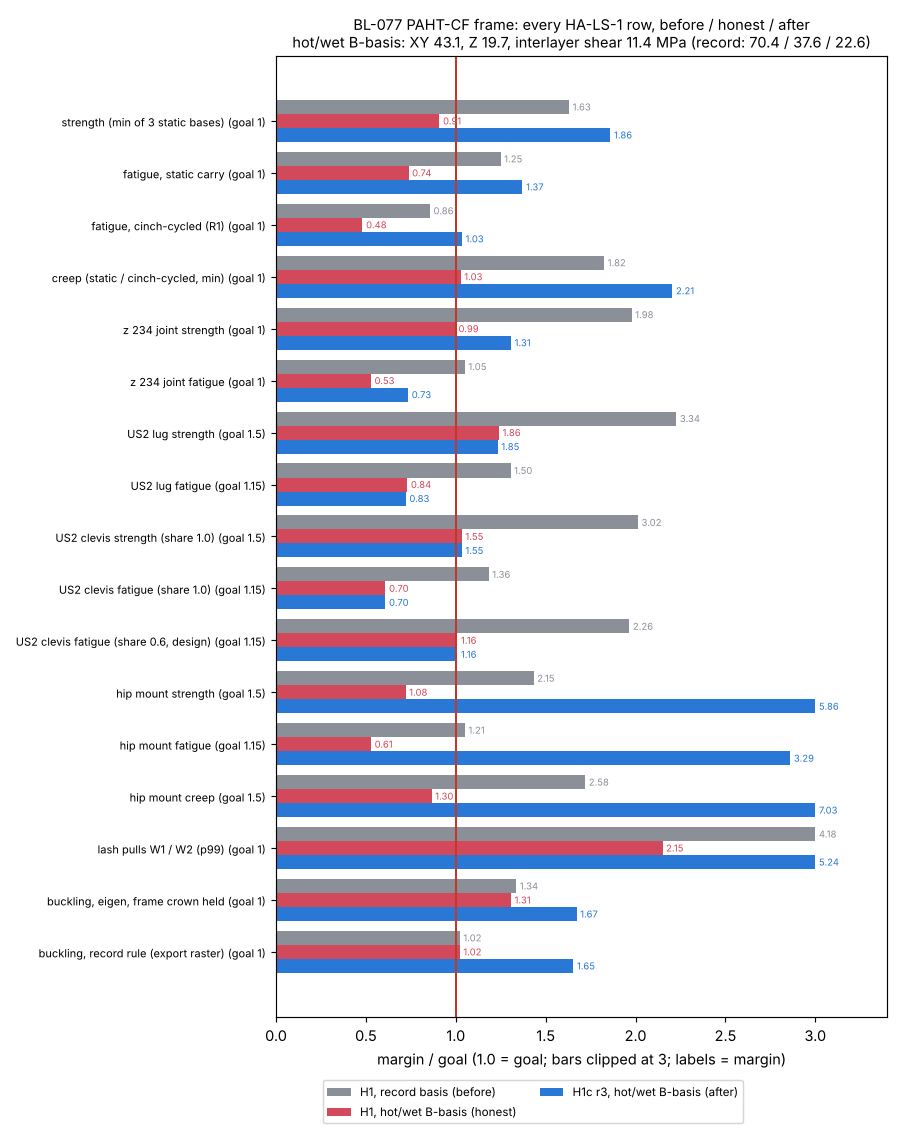 BL-077 PAHT-CF frame: every HA-LS-1 row, before / honest / after
hot/wet B-basis: XY 43.1, Z 19.7, interlayer shear 11.4 MPa (record: 70.4 / 37.6 / 22.6)
strength (min of 3 static bases) (goal 1)
1.63
0.91
1.86
fatigue, static carry (goal 1)
1.25
0.74
1.37
fatigue, cinch-cycled (R1) (goal 1)
0.86
0.48
1.03
creep (static / cinch-cycled, min) (goal 1)
1.82
1.03
2.21
z 234 joint strength (goal 1)
1.98
0.99
1.31
z 234 joint fatigue (goal 1)
1.05
0.53
0.73
US2 lug strength (goal 1.5)
3.34
1.86
1.85
US2 lug fatigue (goal 1.15)
1.50
0.84
0.83
US2 clevis strength (share 1.0) (goal 1.5)
3.02
1.55
1.55
US2 clevis fatigue (share 1.0) (goal 1.15)
1.36
0.70
0.70
US2 clevis fatigue (share 0.6, design) (goal 1.15)
2.26
1.16
1.16
hip mount strength (goal 1.5)
2.15
1.08
5.86
hip mount fatigue (goal 1.15)
1.21
0.61
3.29
hip mount creep (goal 1.5)
2.58
1.30
7.03
lash pulls W1 / W2 (p99) (goal 1)
4.18
2.15
5.24
buckling, eigen, frame crown held (goal 1)
1.34
1.31
1.67
buckling, record rule (export raster) (goal 1)
1.02
1.02
1.65
0.0 0.5 1.0 1.5 2.0 2.5 3.0
margin / goal (1.0 = goal; bars clipped at 3; labels = margin)
H1, record basis (before)
H1, hot/wet B-basis (honest)
H1c r3, hot/wet B-basis (after)